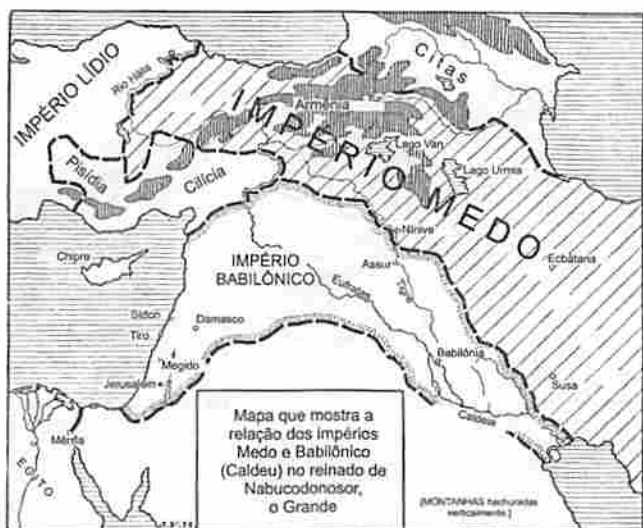 Citas
IMPÉRIO LÍDIO
Rio Hális
Armênia
IMPÉRIO MEDO
Lago Van
Lago Urmia
Pisídia
Cilícia
Nínive
Chipre
IMPÉRIO
BABILÔNICO
Assur
Ecbátana
Eufrates
Tigre
Sidon
Tiro
Damasco
Megido
Babilônia
Jerusalém
Susa
Caldeia
Mênfis
EGITO
Mapa que mostra a
relação dos impérios
Medo e Babilônico
(Caldeu) no reinado de
Nabucodonosor,
o Grande
[MONTANHAS hachuradas
verticalmente.]